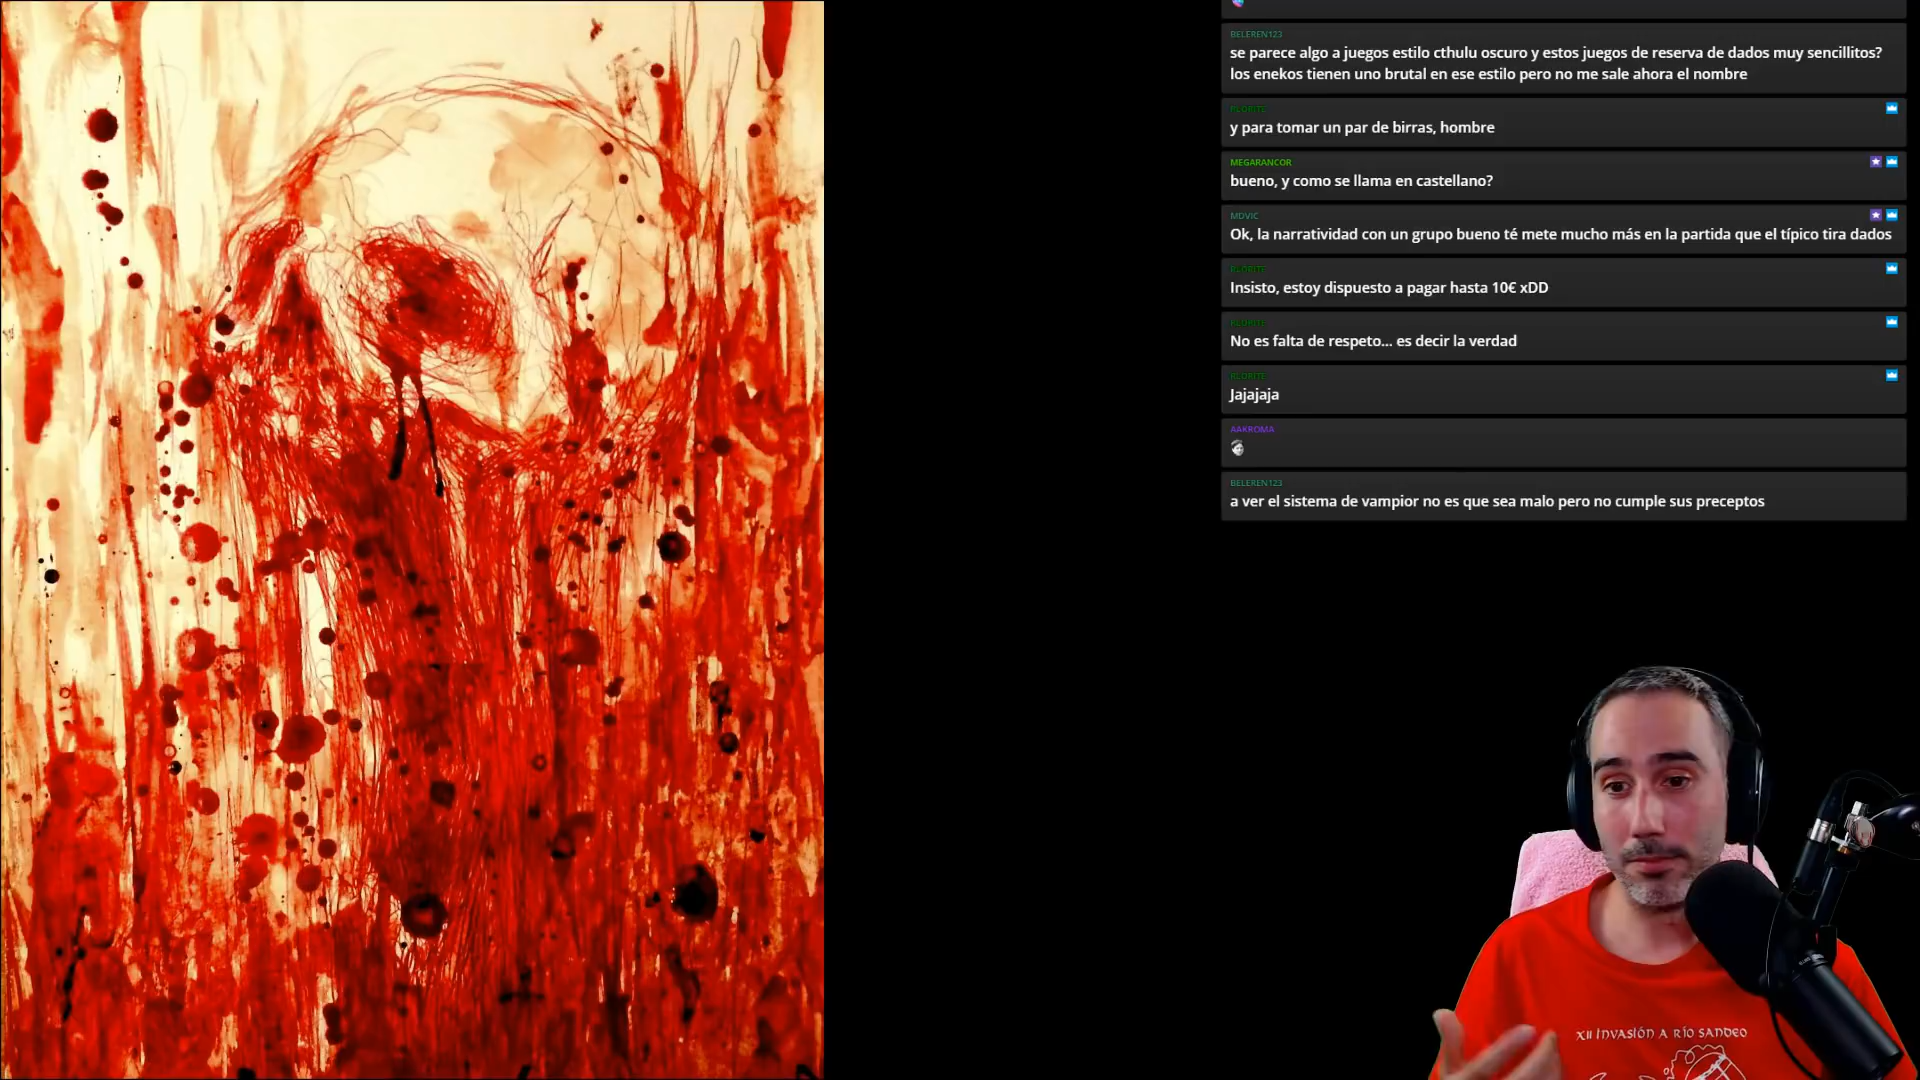 BELEREN123
se parece algo a juegos estilo cthulu oscuro y estos juegos de reserva de dados muy sencillitos?
los enekos tienen uno brutal en ese estilo pero no me sale ahora el nombre
RLORITE
y para tomar un par de birras, hombre
MEGARANCOR
bueno, y como se llama en castellano?
MDVIC
Ok, la narratividad con un grupo bueno té mete mucho más en la partida que el típico tira dados
RLORITE
Insisto, estoy dispuesto a pagar hasta 10€ xDD
RLORITE
No es falta de respeto... es decir la verdad
RLORITE
Jajajaja
AAKROMA
BELEREN123
a ver el sistema de vampior no es que sea malo pero no cumple sus preceptos
XII INVASIÓN A RÍO SANDEO